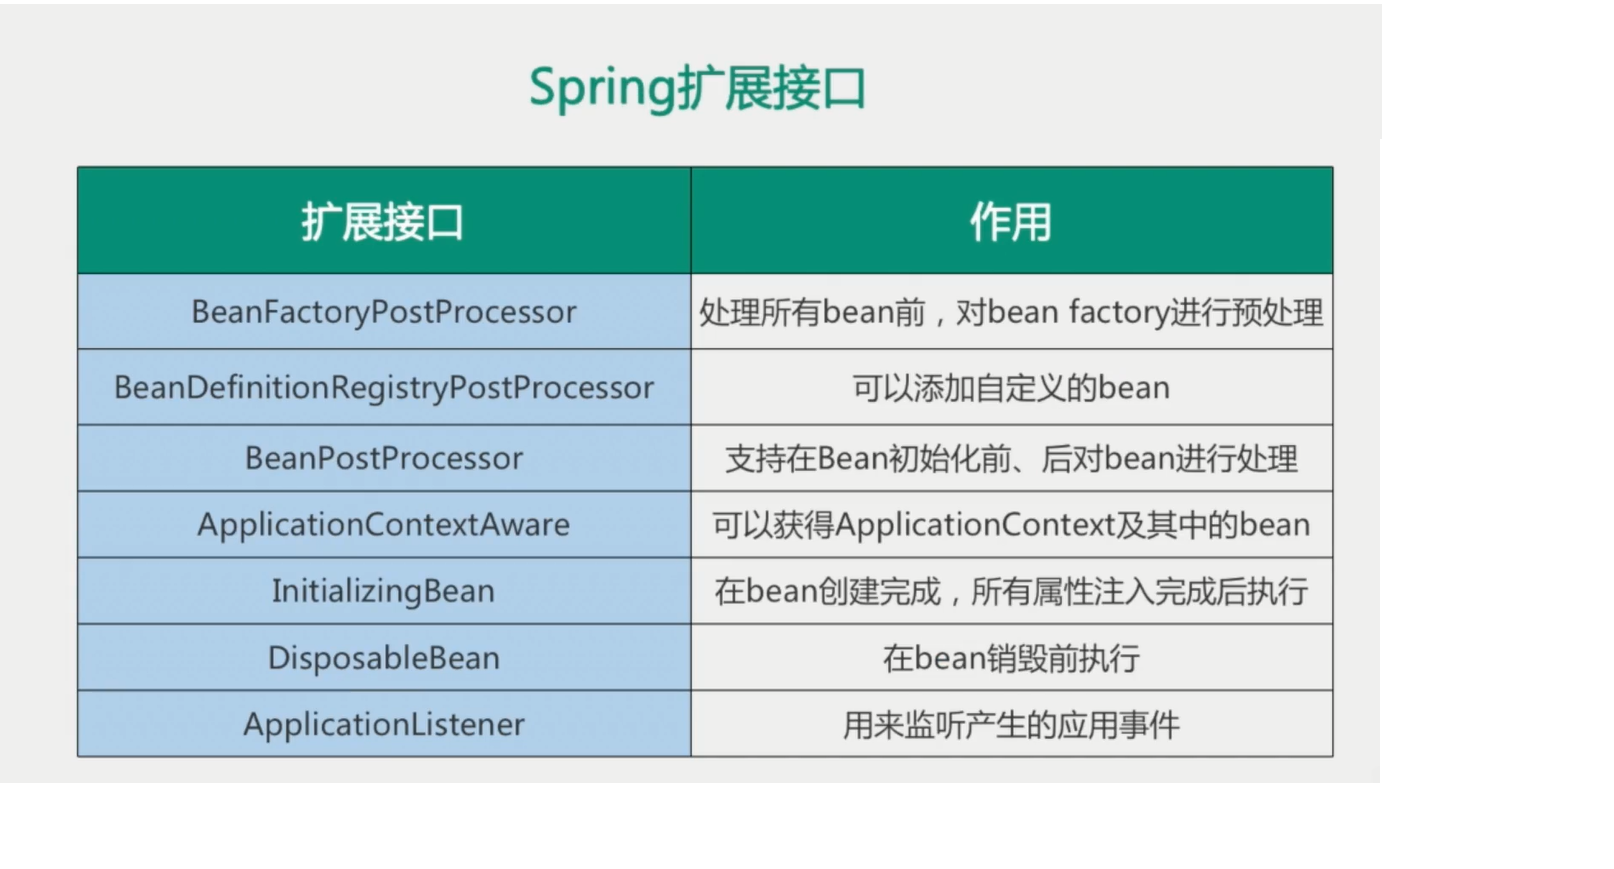 Spring扩展接口
扩展接口 作用
BeanFactoryPostProcessor 处理所有bean前，对bean factory进行预处理
BeanDefinitionRegistryPostProcessor 可以添加自定义的bean
BeanPostProcessor 支持在Bean初始化前、后对bean进行处理
ApplicationContextAware 可以获得ApplicationContext及其中的bean
InitializingBean 在bean创建完成，所有属性注入完成后执行
DisposableBean 在bean销毁前执行
ApplicationListener 用来监听产生的应用事件